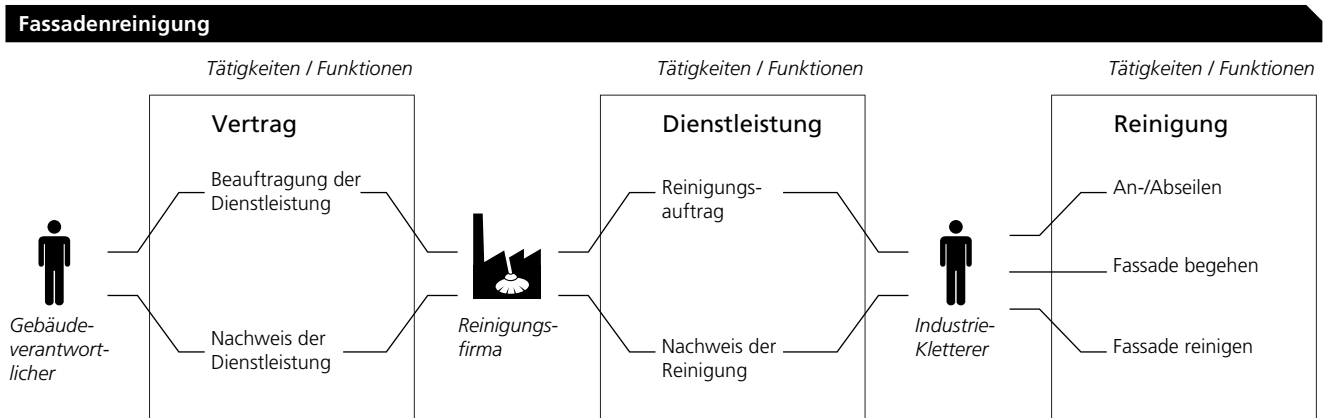 Fassadenreinigung
Tätigkeiten / Funktionen
Tätigkeiten / Funktionen
Tätigkeiten / Funktionen
Vertrag
Beauftragung der
Dienstleistung
Nachweis der
Dienstleistung
Gebäude-
verantwort-
licher
Reinigungs-
firma
Dienstleistung
Reinigungs-
auftrag
Nachweis der
Reinigung
Industrie-
Kletterer
Reinigung
An-/Abseilen
Fassade begehen
Fassade reinigen